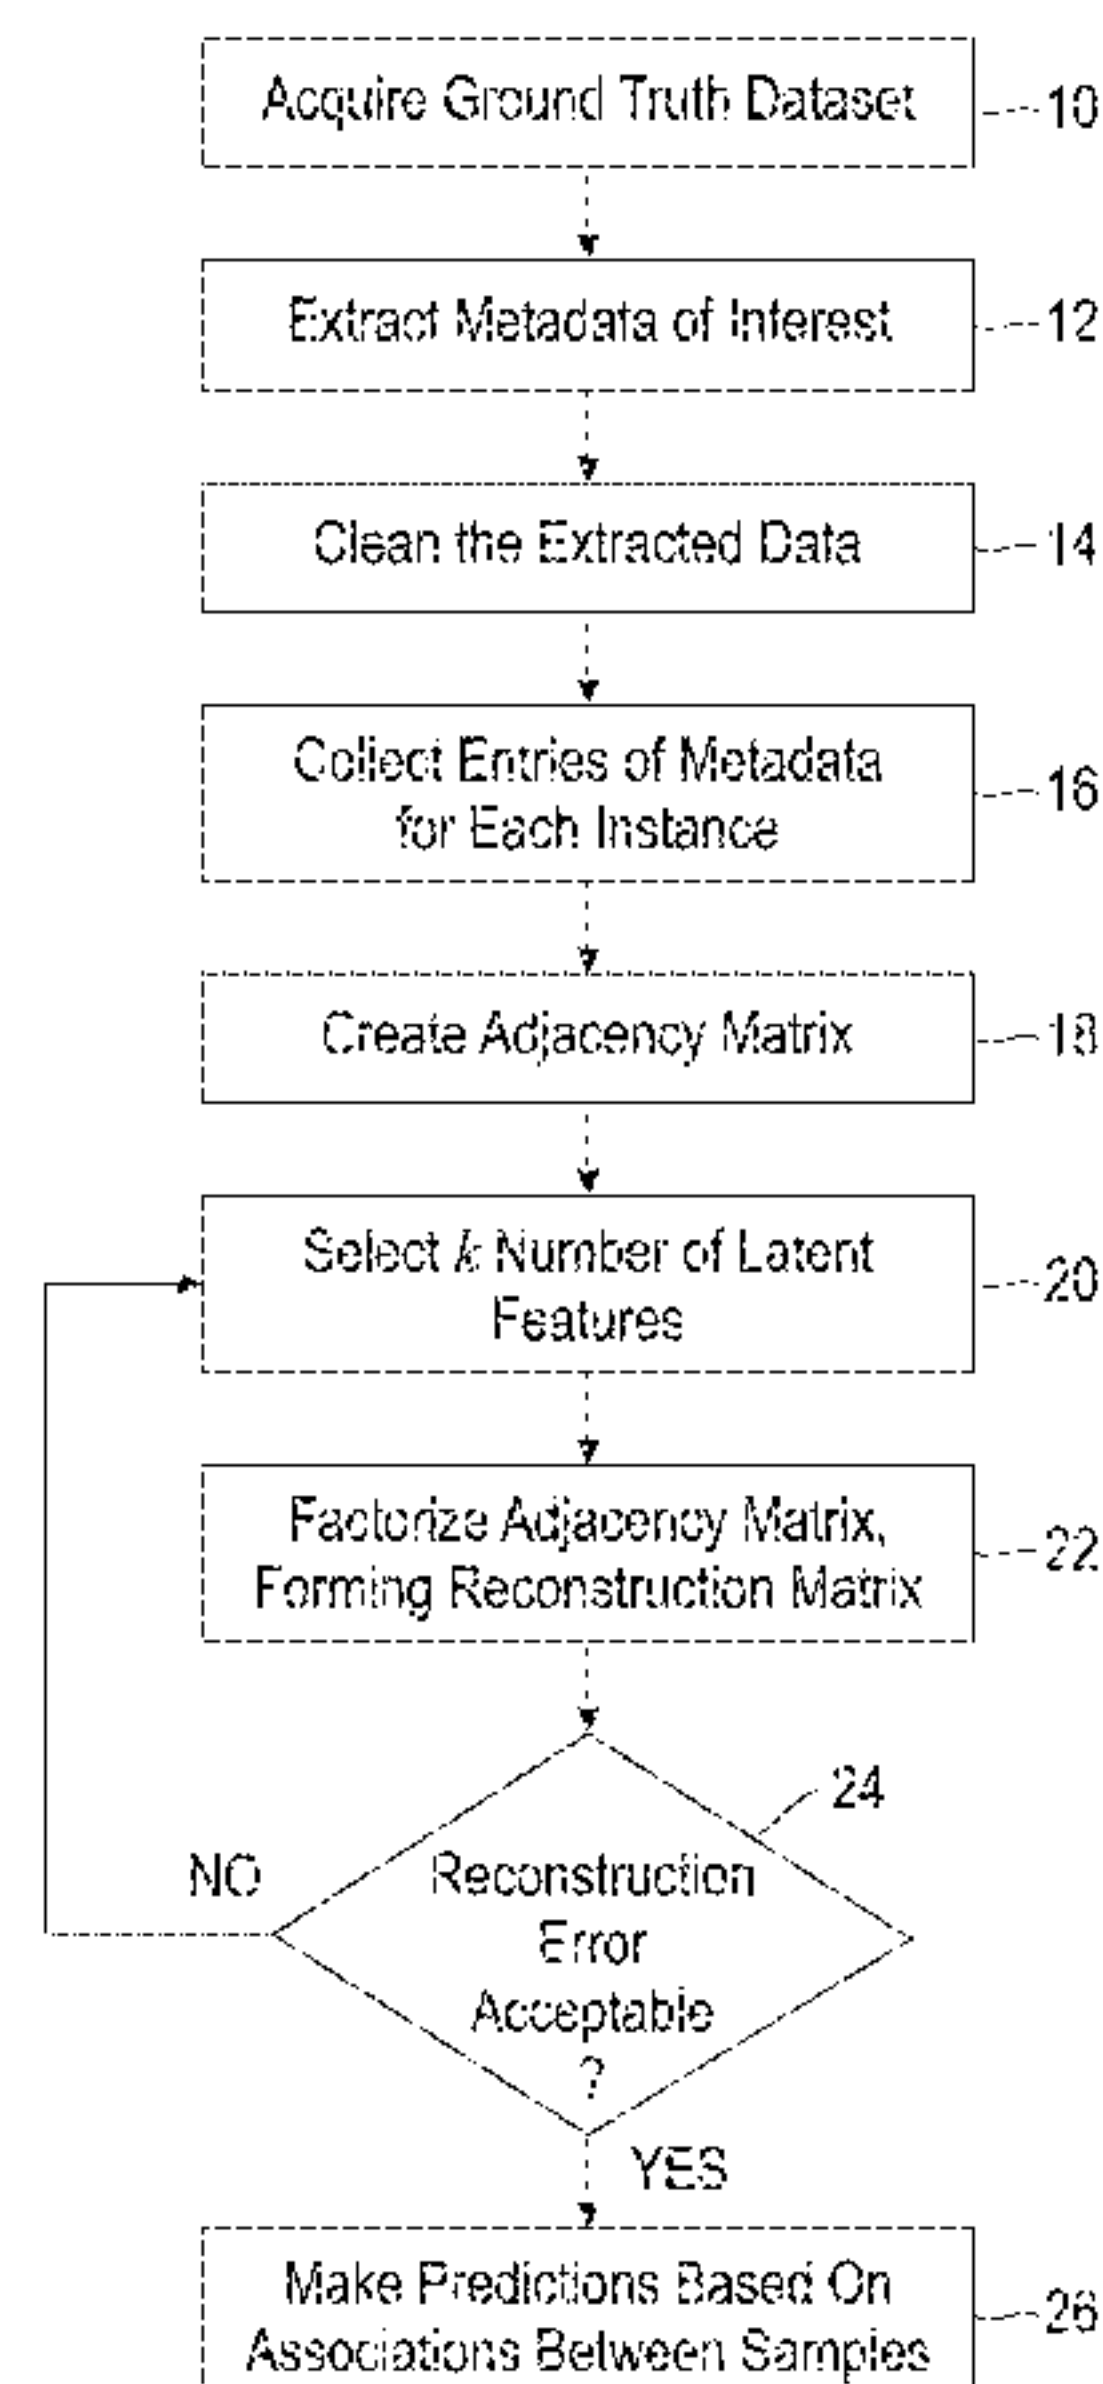 Acquire Ground Truth Dataset
10
Extract Metadata of Interest
12
Clean the Extracted Data
14
Collect Entries of Metadata
for Each Instance
16
Create Adjacency Matrix
18
Select k Number of Latent
Features
20
Factorize Adjacency Matrix,
Forming Reconstruction Matrix
22
24
NO
Reconstruction
Error
Acceptable
?
YES
Make Predictions Based On
Associations Between Samples
26